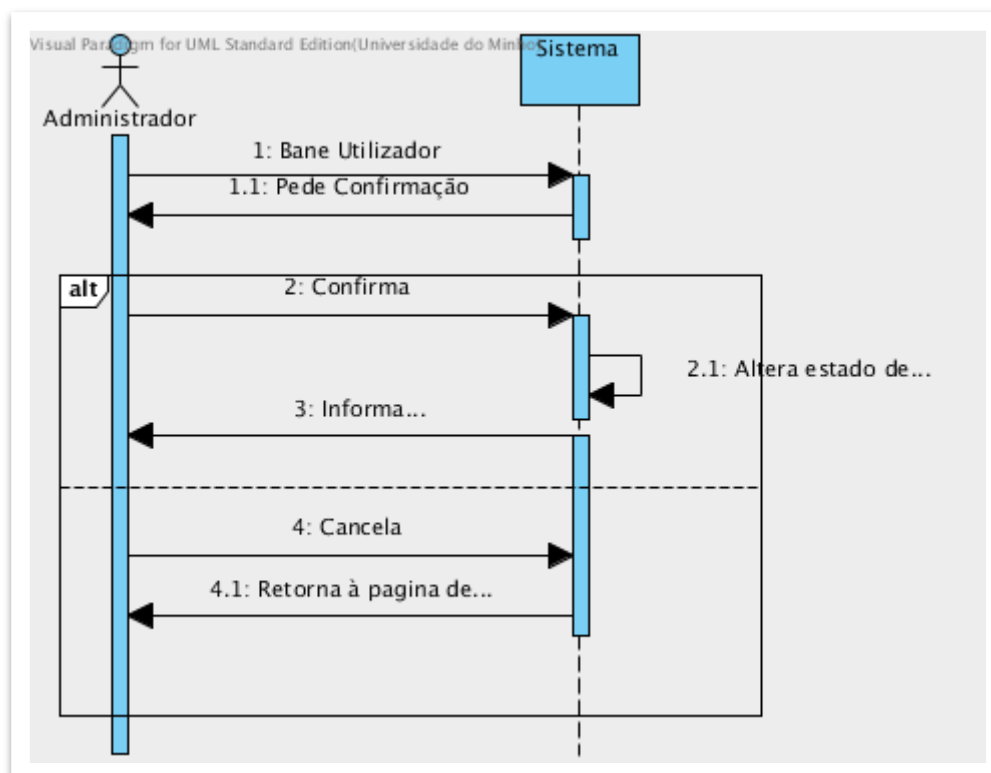 Visual Paradigm for UML Standard Edition(Universidade do Minho
Sistema
Administrador
1: Bane Utilizador
1.1: Pede Confirmação
alt
2: Confirma
2.1: Altera estado de...
3: Informa...
4: Cancela
4.1: Retorna à pagina de...